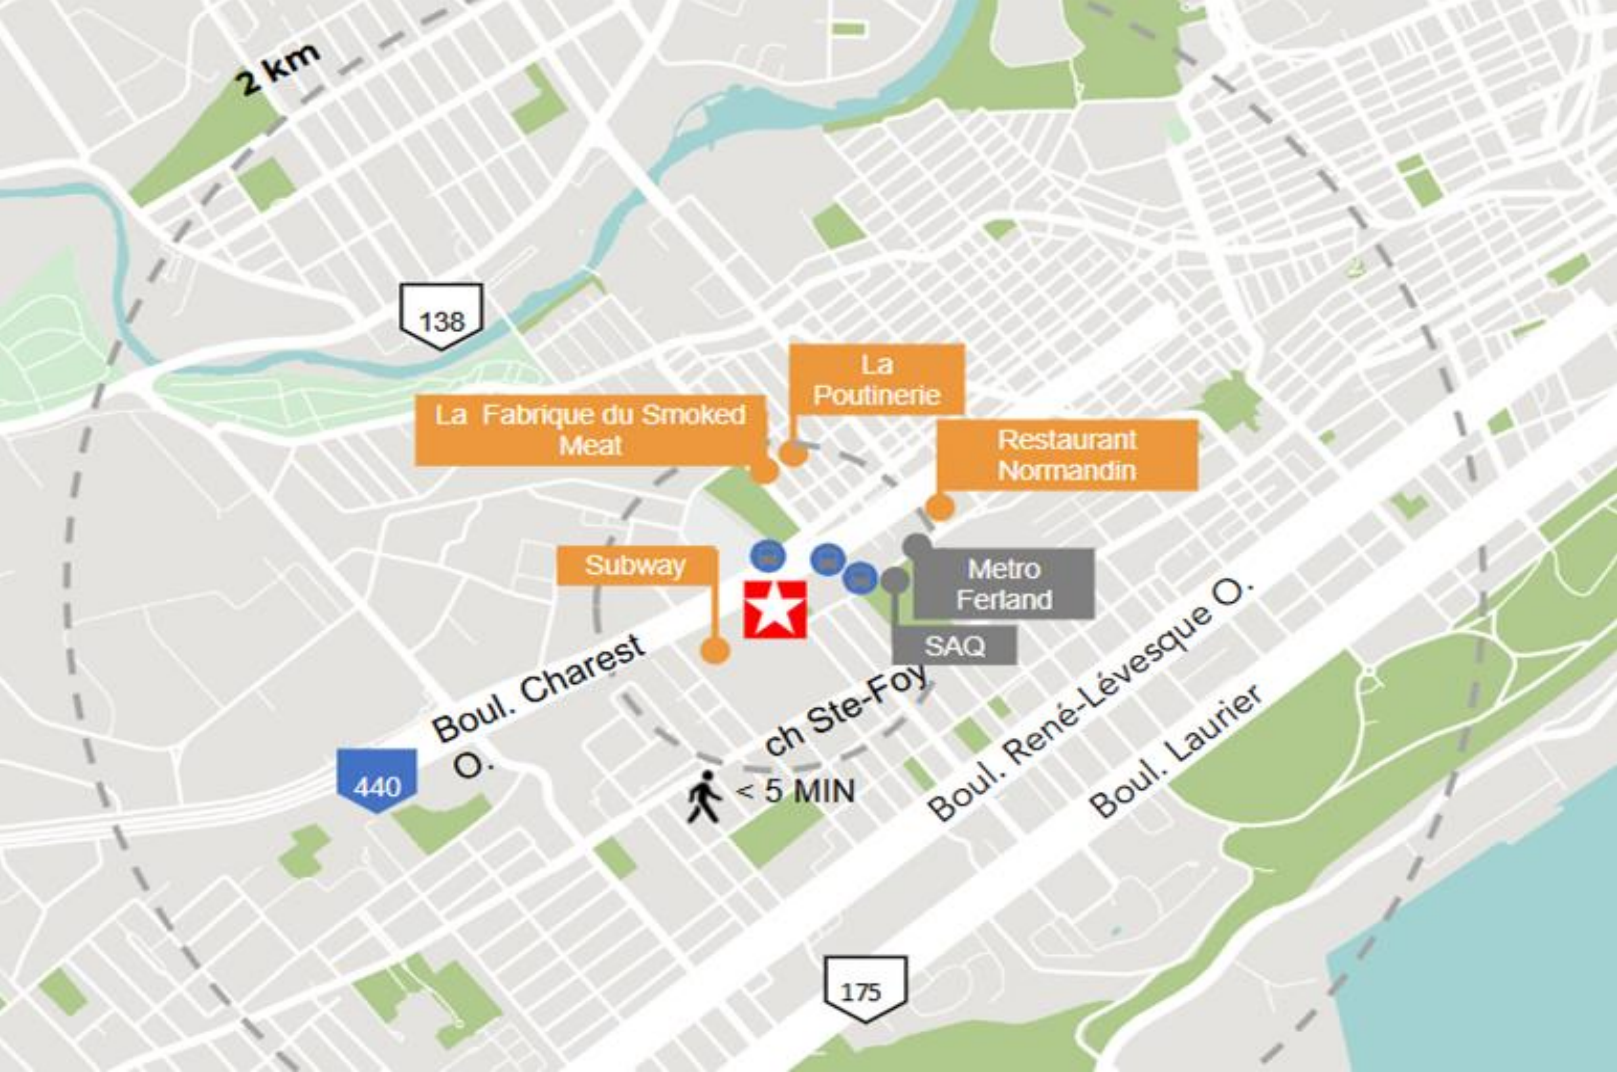 2 km
138
La
Poutinerie
La Fabrique du Smoked
Meat
Restaurant
Normandin
Subway
Metro
Ferland
SAQ
Boul. Charest
O.
ch Ste-Foy
Boul. René-Lévesque O.
Boul. Laurier
440
< 5 MIN
175
2